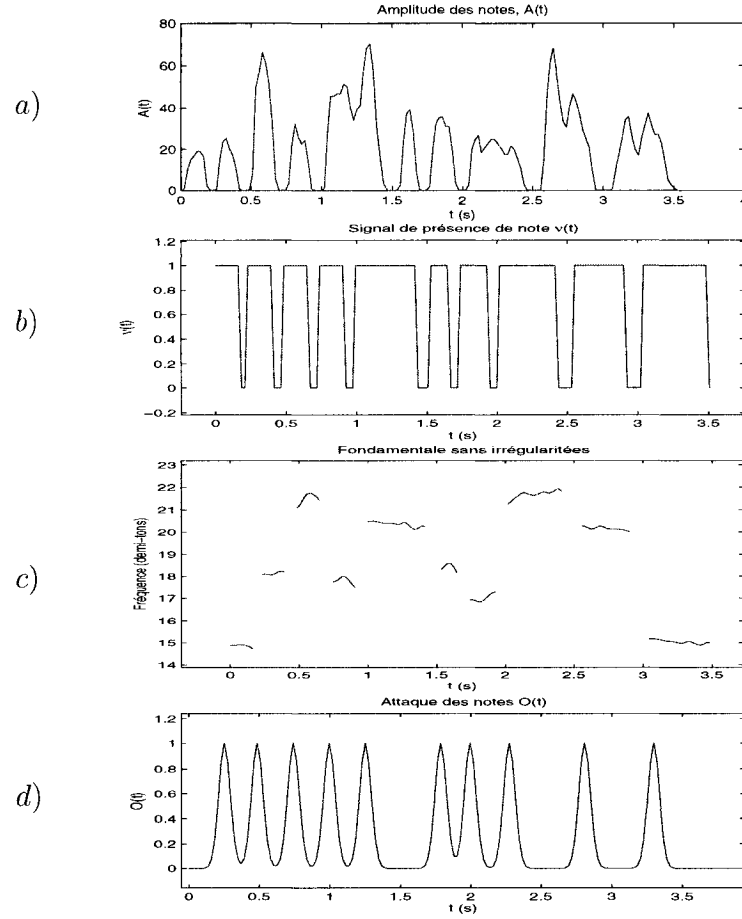 Amplitude des notes, A(t)
a)
A(t)
80
60
40
20
0
0 0.5 1 1.5 2 2.5 3 3.5 4
t (s)
Signal de présence de note v(t)
b)
v(t)
1.2
1
0.8
0.6
0.4
0.2
0
−0.2
0 0.5 1 1.5 2 2.5 3 3.5
t (s)
Fondamentale sans irrégularitées
c)
Fréquence (demi−tons)
23
22
21
20
19
18
17
16
15
14
0 0.5 1 1.5 2 2.5 3 3.5
t (s)
Attaque des notes O(t)
d)
O(t)
1.2
1
0.8
0.6
0.4
0.2
0
0 0.5 1 1.5 2 2.5 3 3.5
t (s)